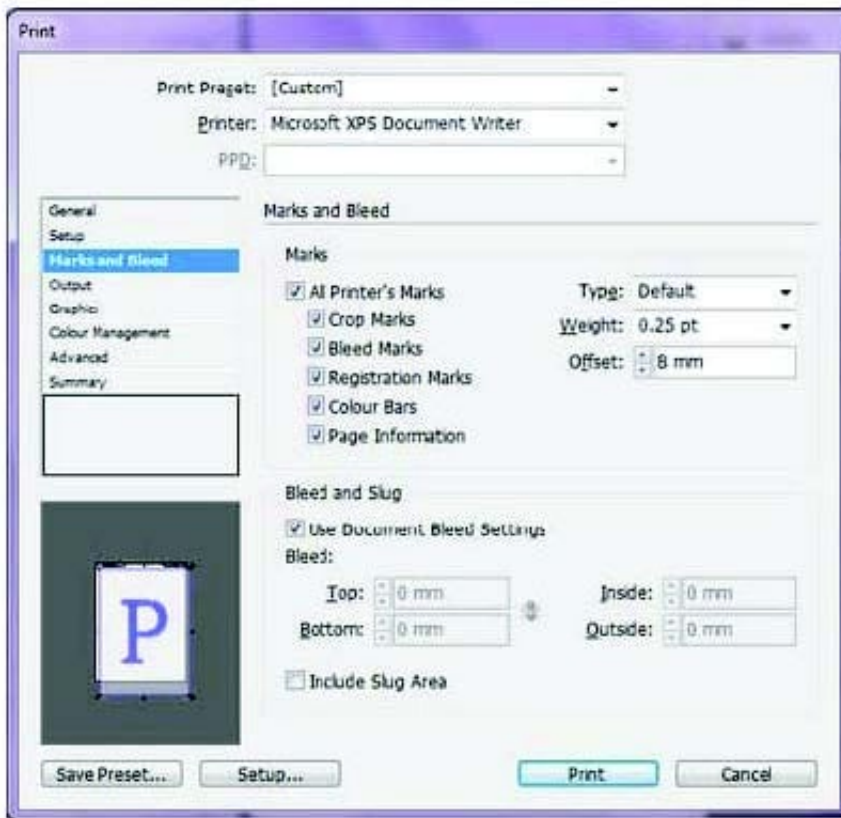 Print
Print Preset: [Custom]
Printer: Microsoft XPS Document Writer
PPD:
General
Setup
Marks and Bleed
Output
Graphics
Colour Management
Advanced
Summary
Marks and Bleed
Marks
All Printer's Marks
Crop Marks
Bleed Marks
Registration Marks
Colour Bars
Page Information
Type: Default
Weight: 0.25 pt
Offset: 8 mm
Bleed and Slug
Use Document Bleed Settings
Bleed:
Top: 0 mm
Bottom: 0 mm
Inside: 0 mm
Outside: 0 mm
Include Slug Area
P
Save Preset...
Setup...
Print
Cancel